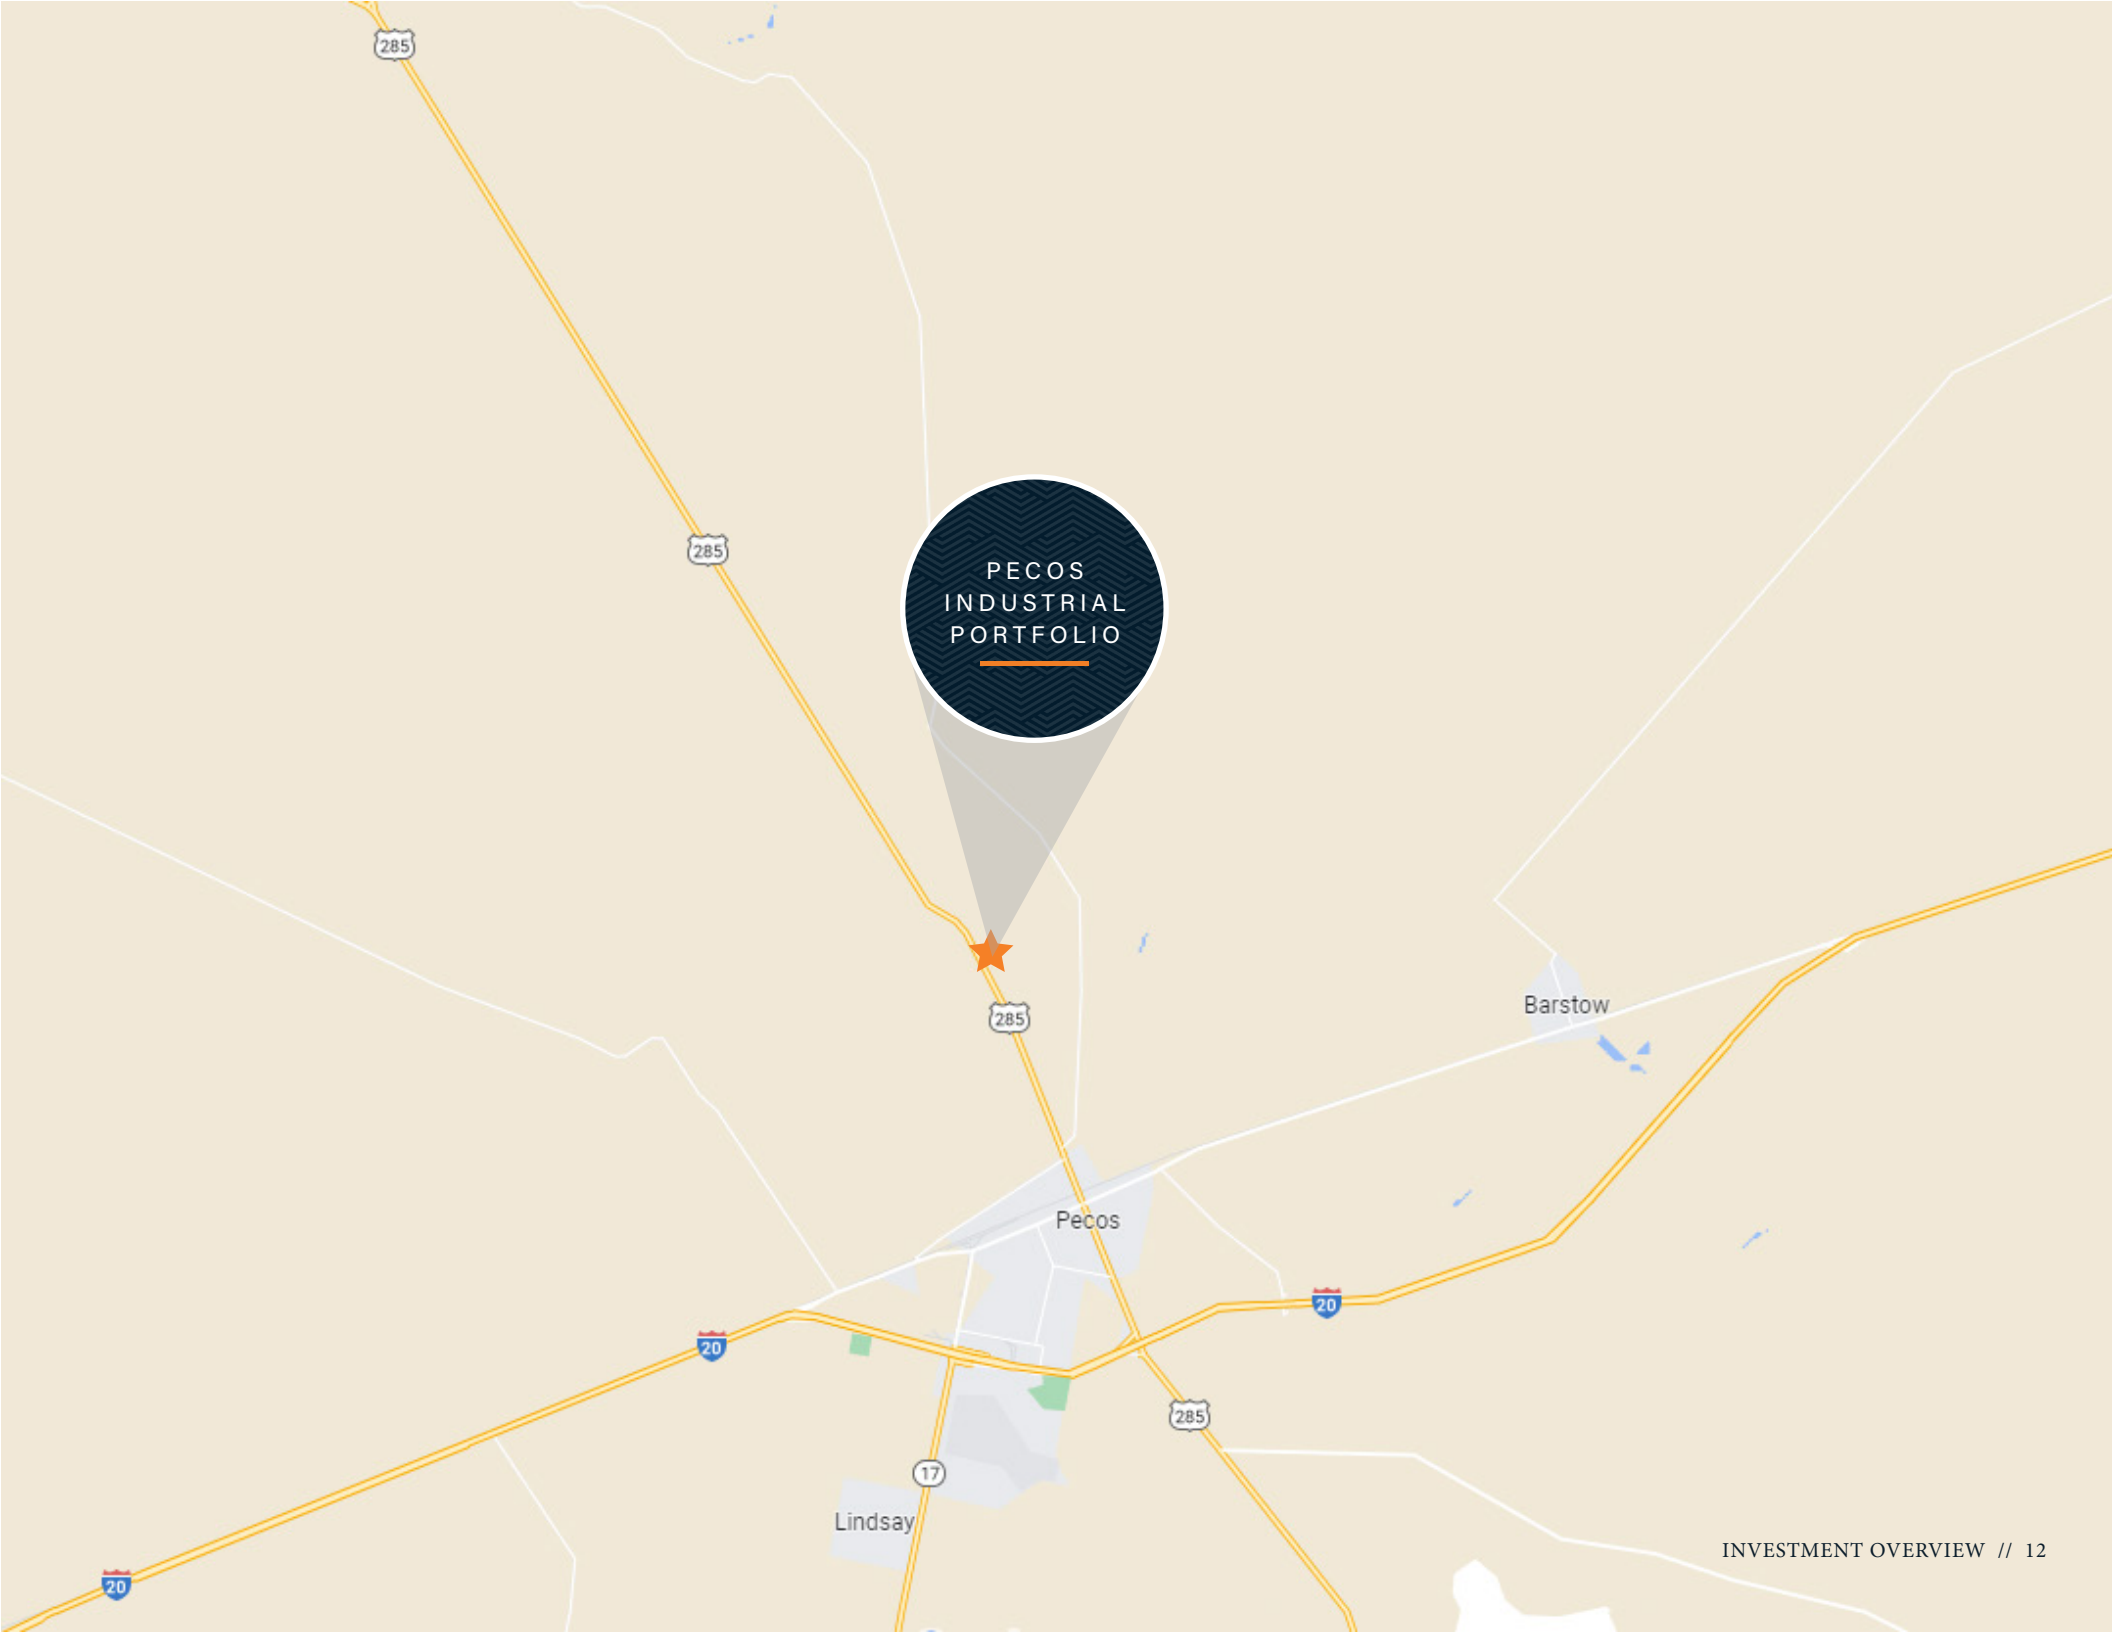 285
285
PECOS
INDUSTRIAL
PORTFOLIO
Barstow
285
Pecos
20
20
285
17
Lindsay
INVESTMENT OVERVIEW // 12
20